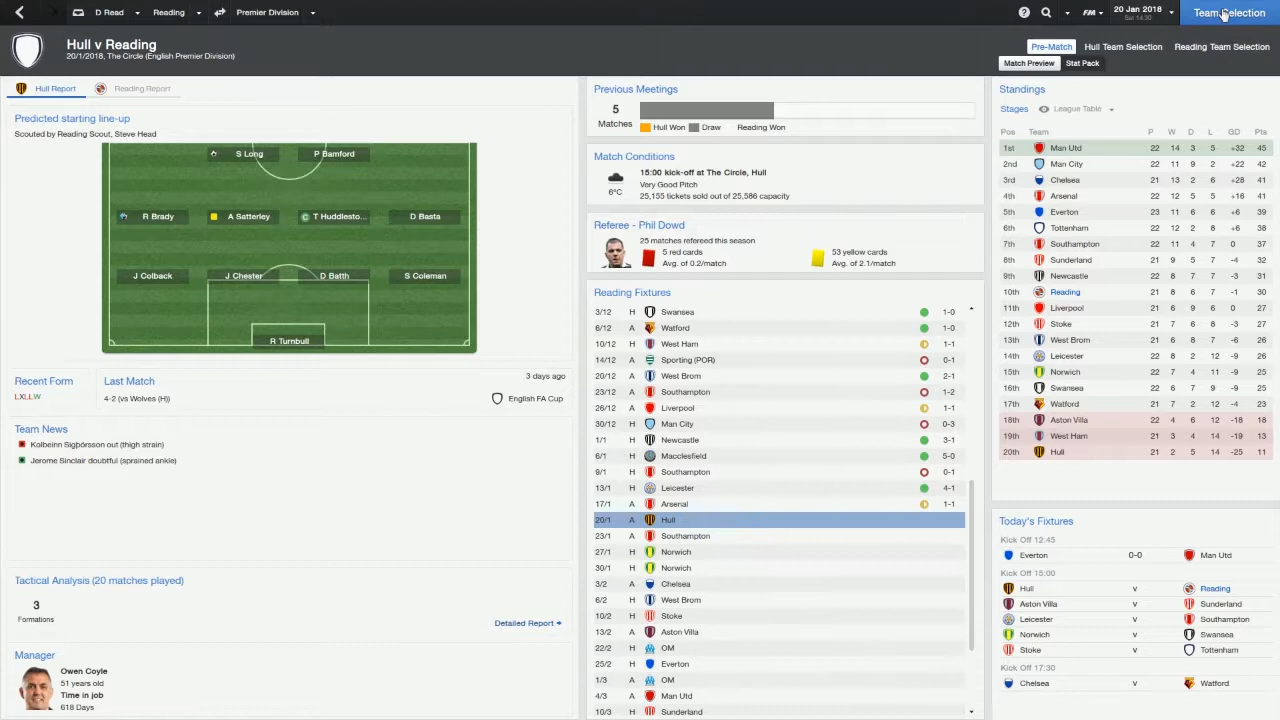 D Read
Reading
Premier Division
FM
20 Jan 2018
Sat 14:30
Team Selection
Hull v Reading
20/1/2018, The Circle (English Premier Division)
Pre-Match
Hull Team Selection
Reading Team Selection
Match Preview
Stat Pack
Hull Report
Reading Report
Predicted starting line-up
Scouted by Reading Scout, Steve Head
S Long
P Bamford
R Brady
A Satterley
T Huddlesto...
D Basta
J Colback
J Chester
D Batth
S Coleman
R Turnbull
Recent Form
LXLLW
Last Match
3 days ago
4-2 (vs Wolves (H))
English FA Cup
Team News
Kolbeinn Sigþórsson out (thigh strain)
Jerome Sinclair doubtful (sprained ankle)
Tactical Analysis (20 matches played)
3
Formations
Detailed Report
Manager
Owen Coyle
51 years old
Time in job
618 Days
Previous Meetings
5
Matches
Hull Won
Draw
Reading Won
Match Conditions
6°C
15:00 kick-off at The Circle, Hull
Very Good Pitch
25,155 tickets sold out of 25,586 capacity
Referee - Phil Dowd
25 matches refereed this season
5 red cards
Avg. of 0.2/match
53 yellow cards
Avg. of 2.1/match
Reading Fixtures
3/12 H Swansea 1-0
6/12 A Watford 1-0
10/12 H West Ham 1-1
14/12 A Sporting (POR) 0-1
20/12 A West Brom 2-1
23/12 A Southampton 1-2
26/12 A Liverpool 1-1
30/12 H Man City 0-3
1/1 H Newcastle 3-1
6/1 H Macclesfield 5-0
9/1 H Southampton 0-1
13/1 H Leicester 4-1
17/1 A Arsenal 1-1
20/1 A Hull
23/1 A Southampton
27/1 H Norwich
30/1 H Norwich
3/2 A Chelsea
6/2 H West Brom
10/2 H Stoke
13/2 A Aston Villa
22/2 H OM
25/2 H Everton
1/3 A OM
4/3 A Man Utd
10/3 H Sunderland
Standings
Stages
League Table
Pos Team P W D L GD Pts
1st Man Utd 22 14 3 5 +32 45
2nd Man City 22 11 9 2 +22 42
3rd Chelsea 21 13 2 6 +28 41
4th Arsenal 22 12 5 5 +16 41
5th Everton 23 11 6 6 +6 39
6th Tottenham 22 12 2 8 +6 38
7th Southampton 22 11 4 7 0 37
8th Sunderland 21 9 5 7 -4 32
9th Newcastle 22 8 7 7 -3 31
10th Reading 21 8 6 7 -1 30
11th Liverpool 21 6 9 6 0 27
12th Stoke 21 7 6 8 -3 27
13th West Brom 21 6 8 7 -6 26
14th Leicester 22 8 2 12 -9 26
15th Norwich 22 7 4 11 -9 25
16th Swansea 22 6 7 9 -9 25
17th Watford 21 7 2 12 -4 23
18th Aston Villa 22 4 6 12 -18 18
19th West Ham 21 3 4 14 -19 13
20th Hull 21 2 5 14 -25 11
Today's Fixtures
Kick Off 12:45
Everton 0-0 Man Utd
Kick Off 15:00
Hull v Reading
Aston Villa v Sunderland
Leicester v Southampton
Norwich v Swansea
Stoke v Tottenham
Kick Off 17:30
Chelsea v Watford